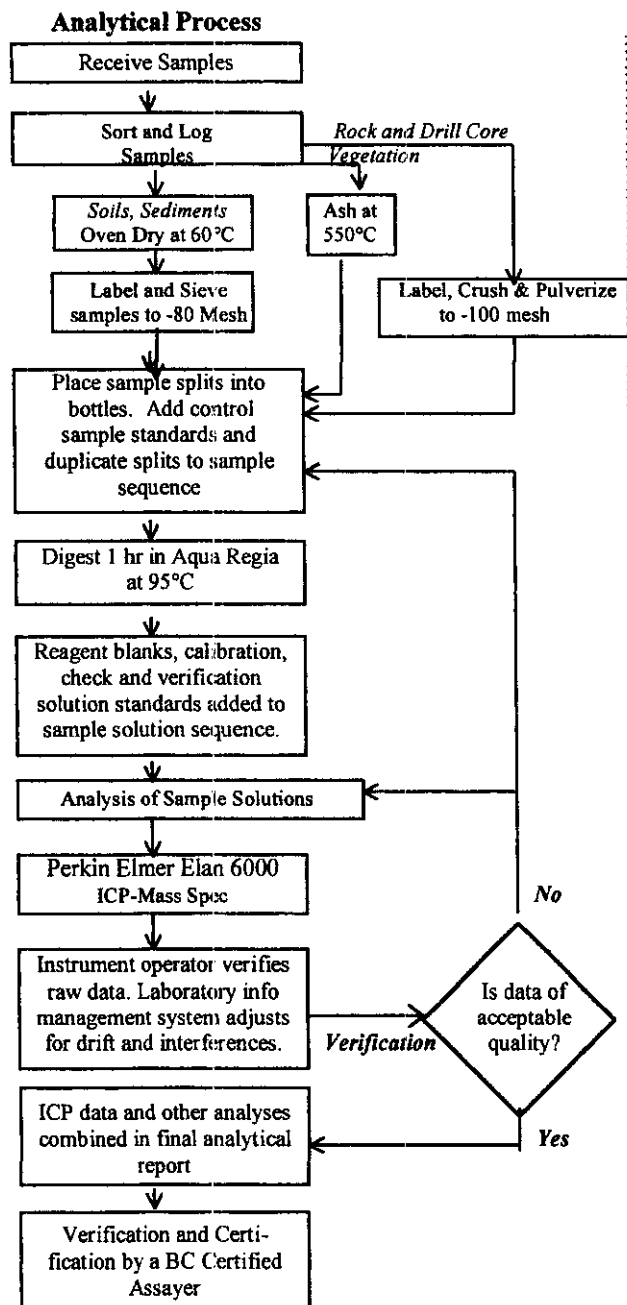 Analytical Process
Receive Samples
Sort and Log
Samples
Rock and Drill Core
Vegetation
Soils, Sediments
Oven Dry at 60°C
Ash at
550°C
Label and Sieve
samples to -80 Mesh
Label, Crush & Pulverize
to -100 mesh
Place sample splits into
bottles. Add control
sample standards and
duplicate splits to sample
sequence
Digest 1 hr in Aqua Regia
at 95°C
Reagent blanks, calibration,
check and verification
solution standards added to
sample solution sequence.
Analysis of Sample Solutions
Perkin Elmer Elan 6000
ICP-Mass Spec
No
Instrument operator verifies
raw data. Laboratory info
management system adjusts
for drift and interferences.
Verification
Is data of
acceptable
quality?
Yes
ICP data and other analyses
combined in final analytical
report
Verification and Certi-
fication by a BC Certified
Assayer